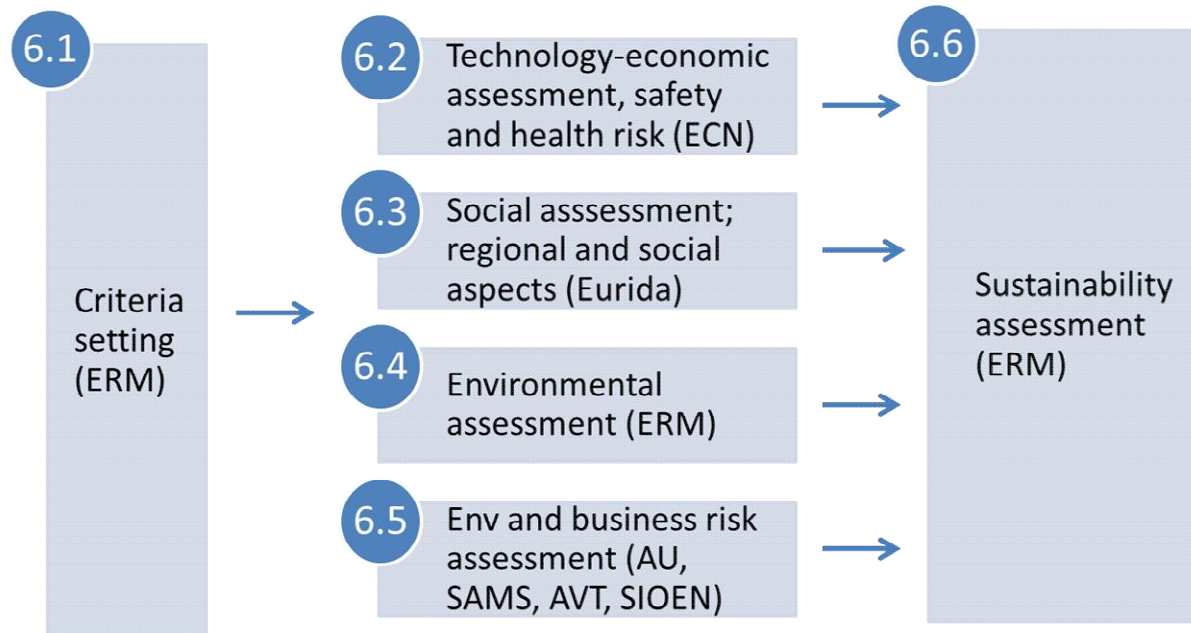 6.1
Criteria
setting
(ERM)
6.2
Technology-economic
assessment, safety
and health risk (ECN)
6.3
Social asssessment;
regional and social
aspects (Eurida)
6.4
Environmental
assessment (ERM)
6.5
Env and business risk
assessment (AU,
SAMS, AVT, SIOEN)
6.6
Sustainability
assessment
(ERM)